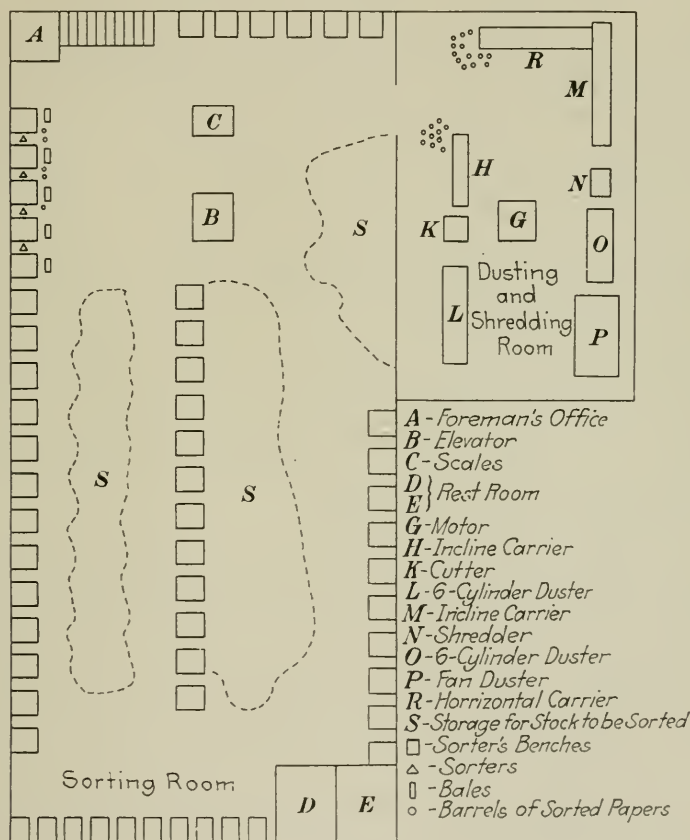 A
R
M
C
H
N
B
S
K
G
O
Dusting
and
Shredding
Room
L
P
S
S
A-Foreman's Office
B-Elevator
C-Scales
D
E } Rest Room
G-Motor
H-Incline Carrier
K-Cutter
L-6-Cylinder Duster
M-Incline Carrier
N-Shredder
O-6-Cylinder Duster
P-Fan Duster
R-Horrizontal Carrier
S-Storage for Stock to be Sorted
□-Sorter's Benches
△-Sorters
▯-Bales
○-Barrels of Sorted Papers
Sorting Room
D
E